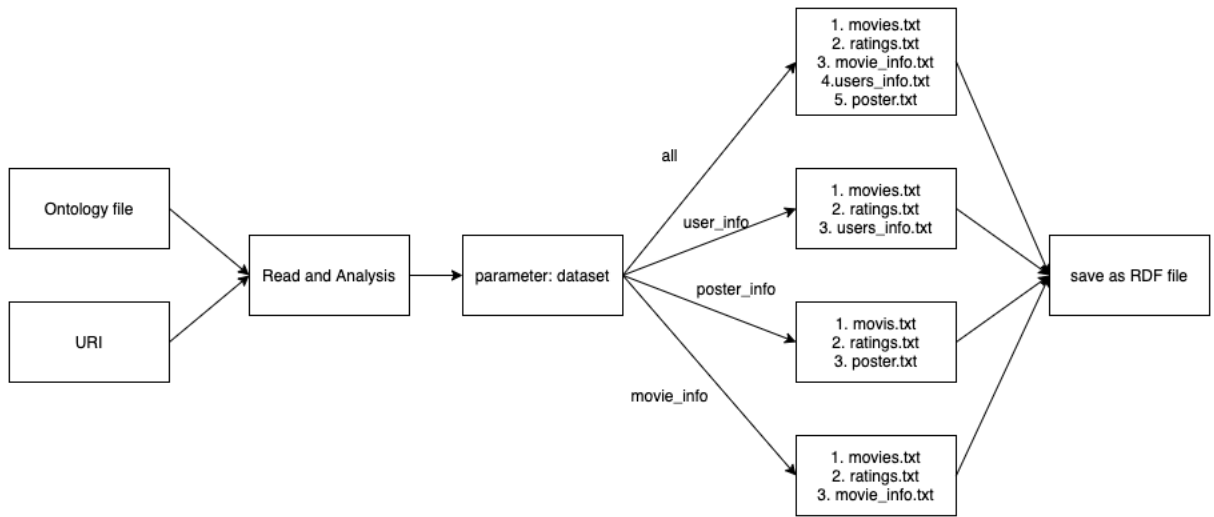 Ontology file
URI
Read and Analysis
parameter: dataset
all
user_info
poster_info
movie_info
1. movies.txt
2. ratings.txt
3. movie_info.txt
4.users_info.txt
5. poster.txt
1. movies.txt
2. ratings.txt
3. users_info.txt
1. movis.txt
2. ratings.txt
3. poster.txt
1. movies.txt
2. ratings.txt
3. movie_info.txt
save as RDF file